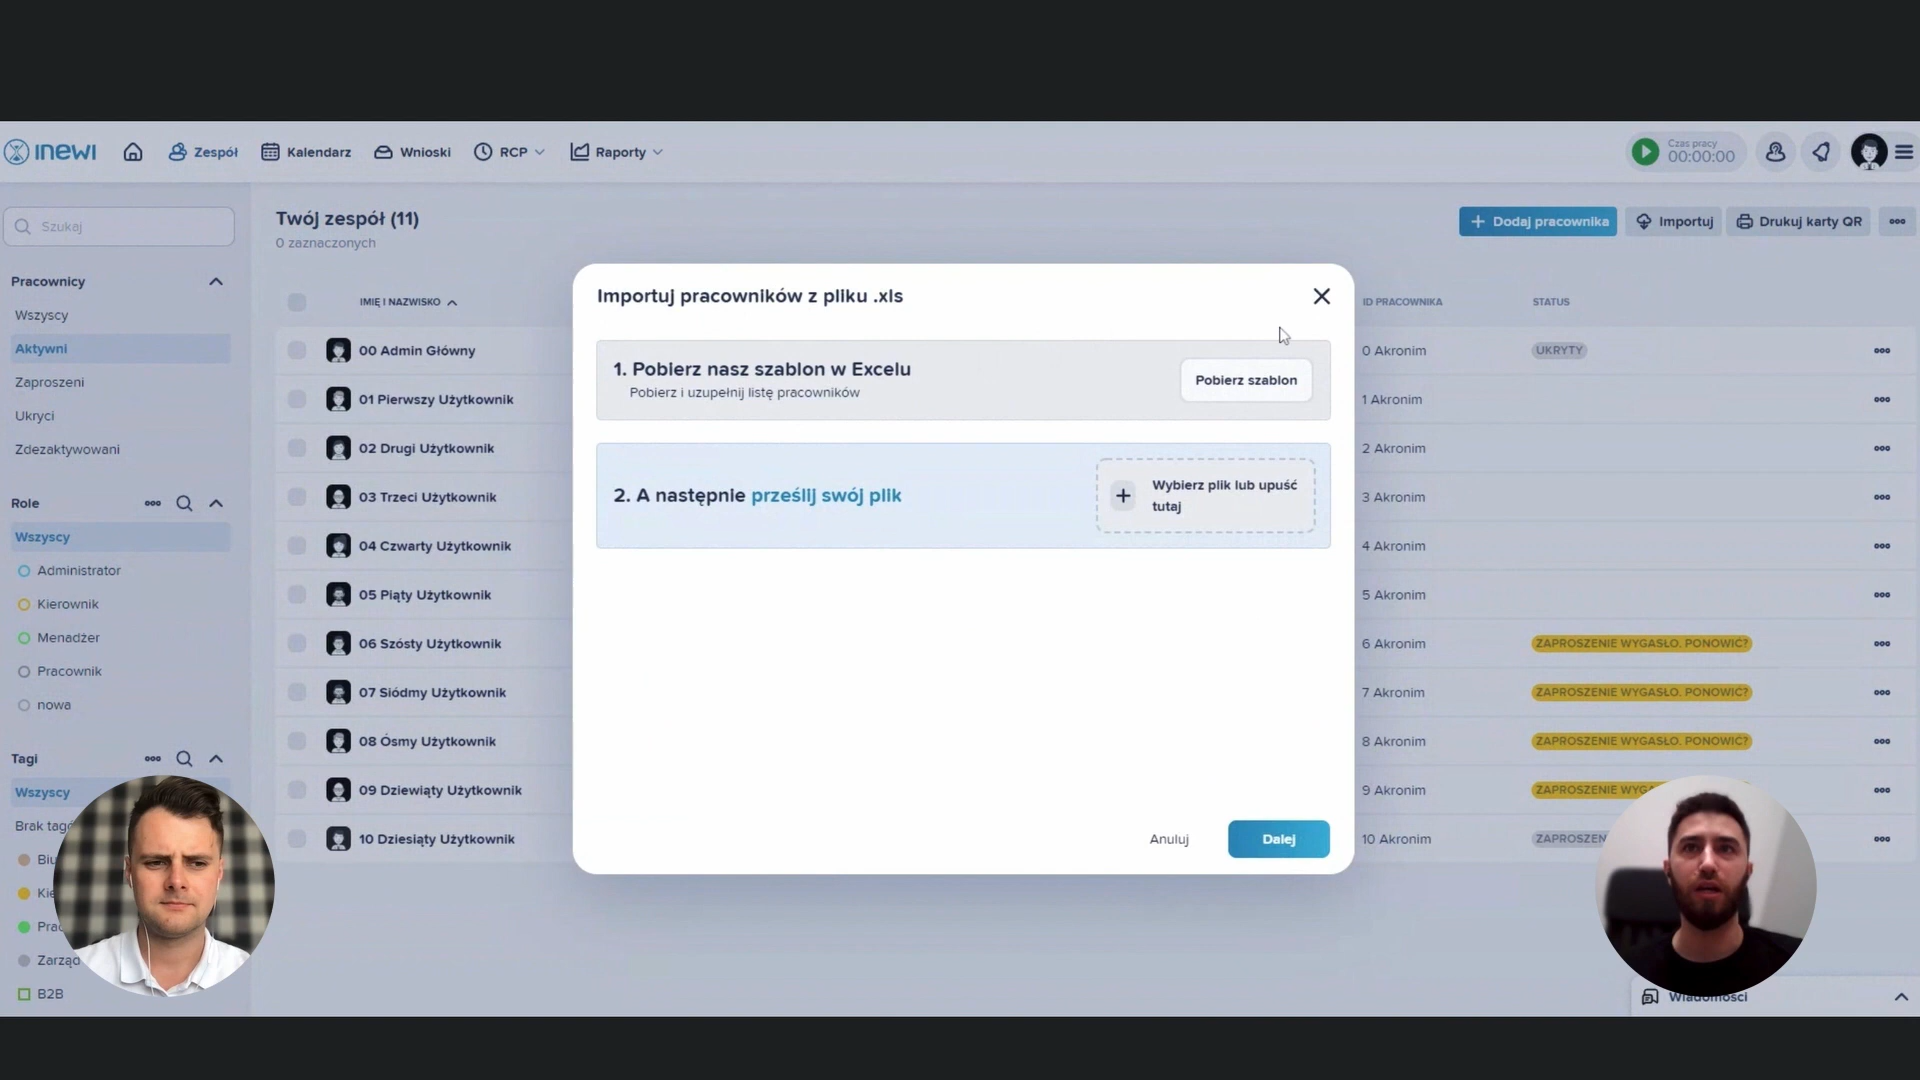 INEWI
Zespół
Kalendarz
Wnioski
RCP
Raporty
Czas pracy
00:00:00
Szukaj
Twój zespół (11)
0 zaznaczonych
Dodaj pracownika
Importuj
Drukuj karty QR
Pracownicy
Wszyscy
Aktywni
Zaproszeni
Ukryci
Zdezaktywowani
Role
Wszyscy
Administrator
Kierownik
Menadżer
Pracownik
nowa
Tagi
Wszyscy
Zarząd
B2B
IMIĘ I NAZWISKO
ID PRACOWNIKA
STATUS
00 Admin Główny
0 Akronim
UKRYTY
01 Pierwszy Użytkownik
1 Akronim
02 Drugi Użytkownik
2 Akronim
03 Trzeci Użytkownik
3 Akronim
04 Czwarty Użytkownik
4 Akronim
05 Piąty Użytkownik
5 Akronim
06 Szósty Użytkownik
6 Akronim
ZAPROSZENIE WYGASŁO. PONOWIĆ?
07 Siódmy Użytkownik
7 Akronim
ZAPROSZENIE WYGASŁO. PONOWIĆ?
08 Ósmy Użytkownik
8 Akronim
ZAPROSZENIE WYGASŁO. PONOWIĆ?
09 Dziewiąty Użytkownik
9 Akronim
ZAPROSZENIE
10 Dziesiąty Użytkownik
10 Akronim
Importuj pracowników z pliku .xls
1. Pobierz nasz szablon w Excelu
Pobierz i uzupełnij listę pracowników
Pobierz szablon
2. A następnie prześlij swój plik
Wybierz plik lub upuść
tutaj
Anuluj
Dalej
Wiadomości